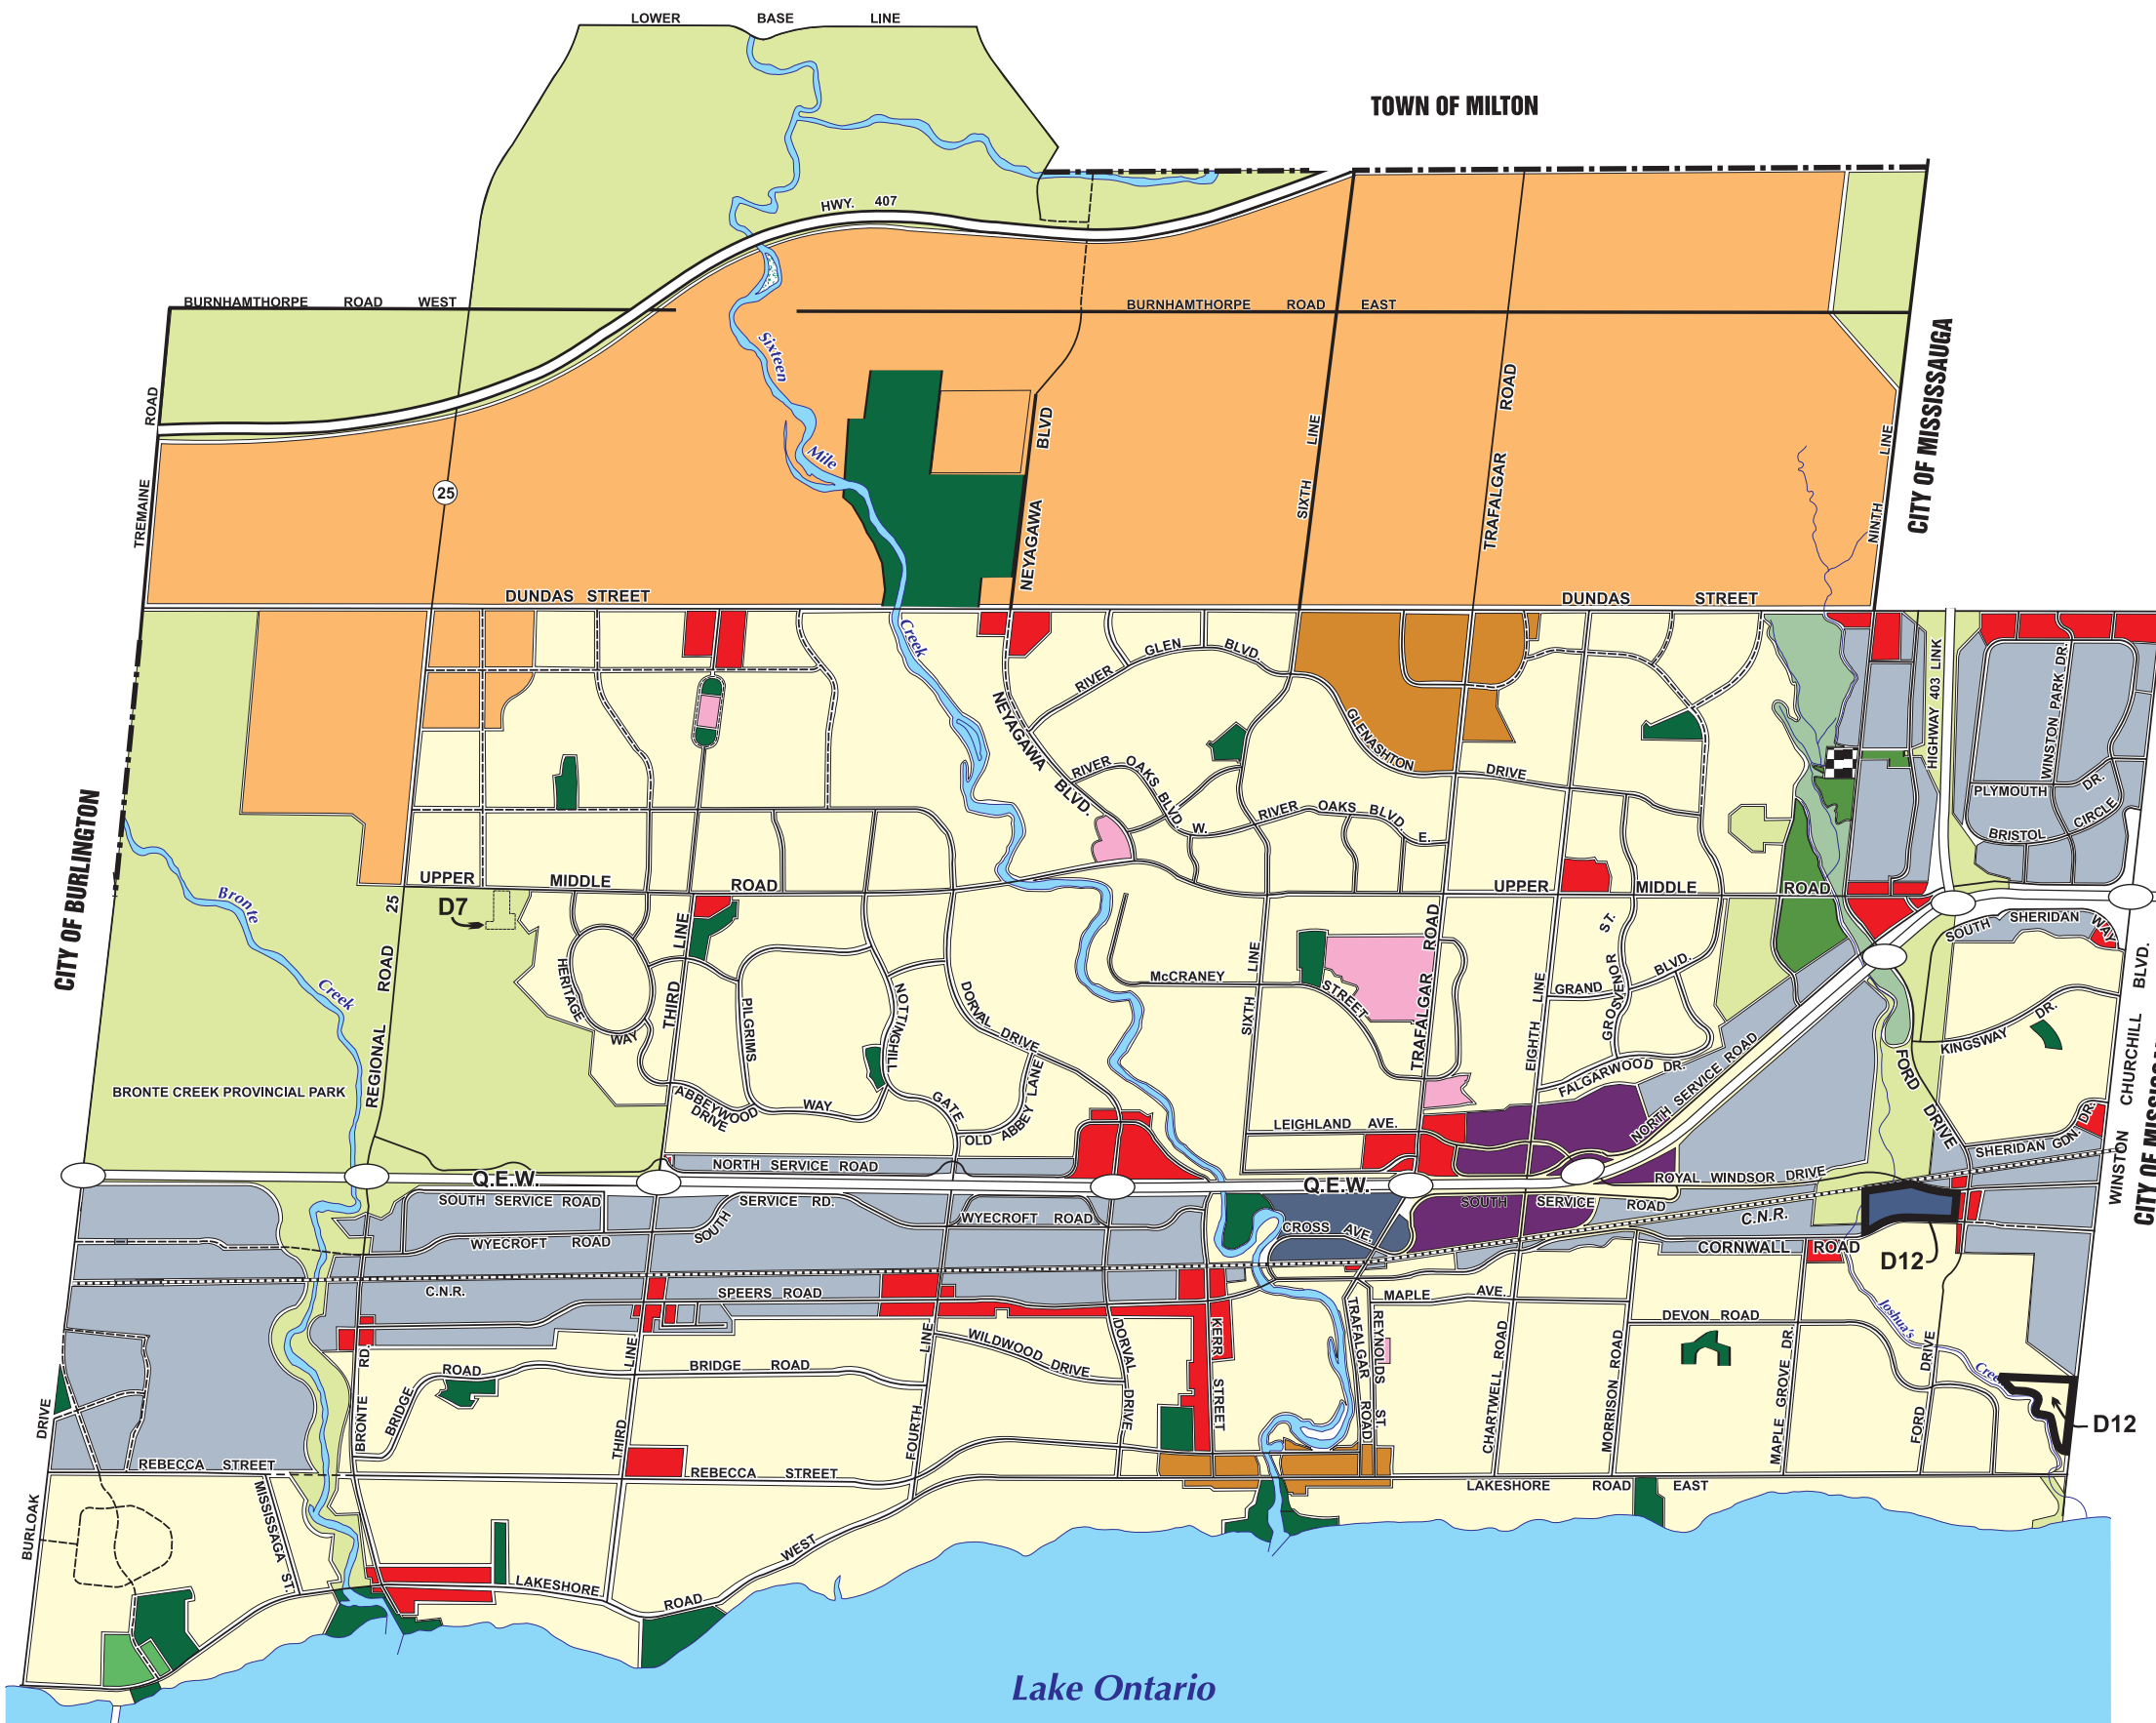 LOWER BASE LINE
TOWN OF MILTON
HWY. 407
BURNHAMTHORPE ROAD WEST
BURNHAMTHORPE ROAD EAST
Sixteen
Mile
Creek
TREMAINE ROAD
25
NEYAGAWA BLVD
SIXTH LINE
TRAFALGAR ROAD
NINTH LINE
CITY OF MISSISSAUGA
DUNDAS STREET
DUNDAS STREET
RIVER GLEN BLVD
NEYAGAWA BLVD.
GLENASHTON DRIVE
RIVER OAKS BLVD. W.
RIVER OAKS BLVD. E.
HIGHWAY 403 LINK
WINSTON PARK DR.
PLYMOUTH DR.
BRISTOL CIRCLE
CITY OF BURLINGTON
Bronte
Creek
UPPER MIDDLE ROAD
UPPER MIDDLE ROAD
D7
REGIONAL ROAD 25
HERITAGE WAY
THIRD LINE
PILGRIMS WAY
NOTTINGHILL GATE
DORVAL DRIVE
ABBEYWOOD DRIVE
OLD ABBEY LANE
McCRANEY STREET
SIXTH LINE
TRAFALGAR ROAD
EIGHTH LINE
GROSVENOR ST.
GRAND BLVD.
FALGARWOOD DR.
LEIGHLAND AVE.
SOUTH SHERIDAN WAY
KINGSWAY DR.
FORD DRIVE
SHERIDAN GDN. DR.
WINSTON CHURCHILL BLVD.
BRONTE CREEK PROVINCIAL PARK
NORTH SERVICE ROAD
NORTH SERVICE ROAD
Q.E.W.
Q.E.W.
ROYAL WINDSOR DRIVE
SOUTH SERVICE ROAD
SOUTH SERVICE RD.
SOUTH SERVICE ROAD
WYECROFT ROAD
WYECROFT ROAD
CROSS AVE.
C.N.R.
C.N.R.
CORNWALL ROAD
D12
SPEERS ROAD
MAPLE AVE.
DEVON ROAD
Joshua's
BRIDGE ROAD
BRIDGE ROAD
BRONTE RD.
THIRD LINE
FOURTH LINE
WILDWOOD DRIVE
DORVAL DRIVE
KERR STREET
TRAFALGAR ROAD
REYNOLDS ST.
CHARTWELL ROAD
MORRISON ROAD
MAPLE GROVE DR.
FORD DRIVE
D12
BURLOAK DRIVE
REBECCA STREET
REBECCA STREET
MISSISSAGA ST.
LAKESHORE ROAD WEST
LAKESHORE ROAD EAST
Lake Ontario